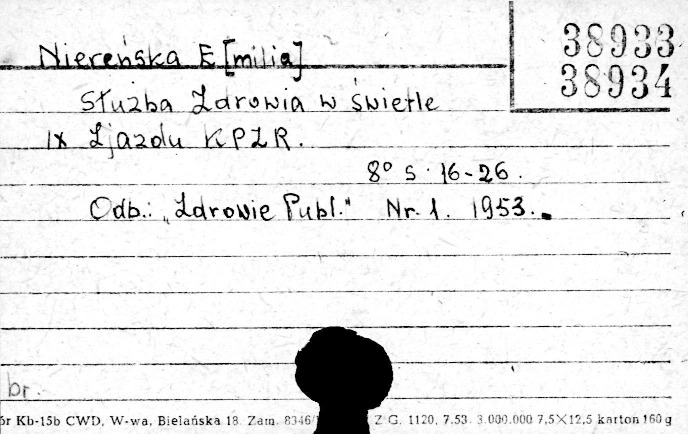 38933
38934
Niereńska E [milia]
Służba Zdrowia w świetle
IX Zjazdu KPZR.
8° s. 16-26.
Odb.: "Zdrowie Publ." Nr. 1. 1953.
br.
ór Kb-15b CWD, W-wa, Bielańska 18. Zam. 8346/ Z G. 1120, 7.53. 3.000.000 7,5×12,5 karton 160 g